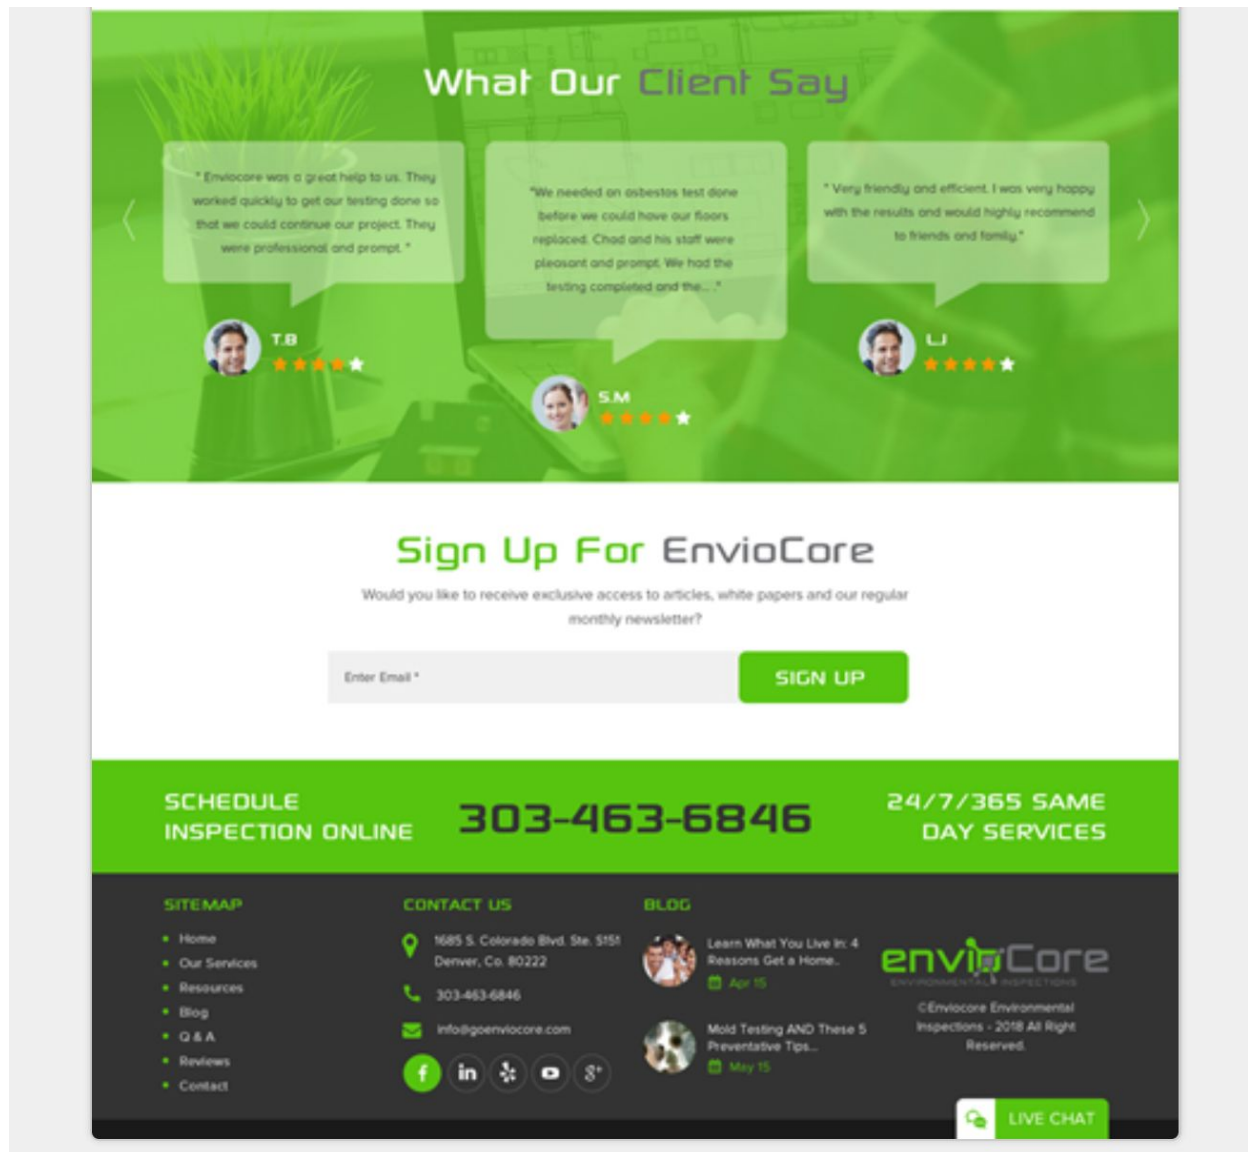 What Our Client Say
" Enviocore was a great help to us. They
worked quickly to get our testing done so
that we could continue our project. They
were professional and prompt. "
T.B
"We needed an asbestos test done
before we could have our floors
replaced. Chad and his staff were
pleasant and prompt. We had the
testing completed and the... ."
S.M
" Very friendly and efficient. I was very happy
with the results and would highly recommend
to friends and family."
L.J
Sign Up For EnvioCore
Would you like to receive exclusive access to articles, white papers and our regular
monthly newsletter?
Enter Email *
SIGN UP
SCHEDULE
INSPECTION ONLINE
303-463-6846
24/7/365 SAME
DAY SERVICES
SITEMAP
Home
Our Services
Resources
Blog
Q & A
Reviews
Contact
CONTACT US
1685 S. Colorado Blvd. Ste. S151
Denver, Co. 80222
303-463-6846
info@goenviocore.com
f
in
g+
BLOG
Learn What You Live In: 4
Reasons Get a Home..
Apr 15
Mold Testing AND These 5
Preventative Tips...
May 15
envioCore
ENVIRONMENTAL INSPECTIONS
©Enviocore Environmental
Inspections - 2018 All Right
Reserved.
LIVE CHAT